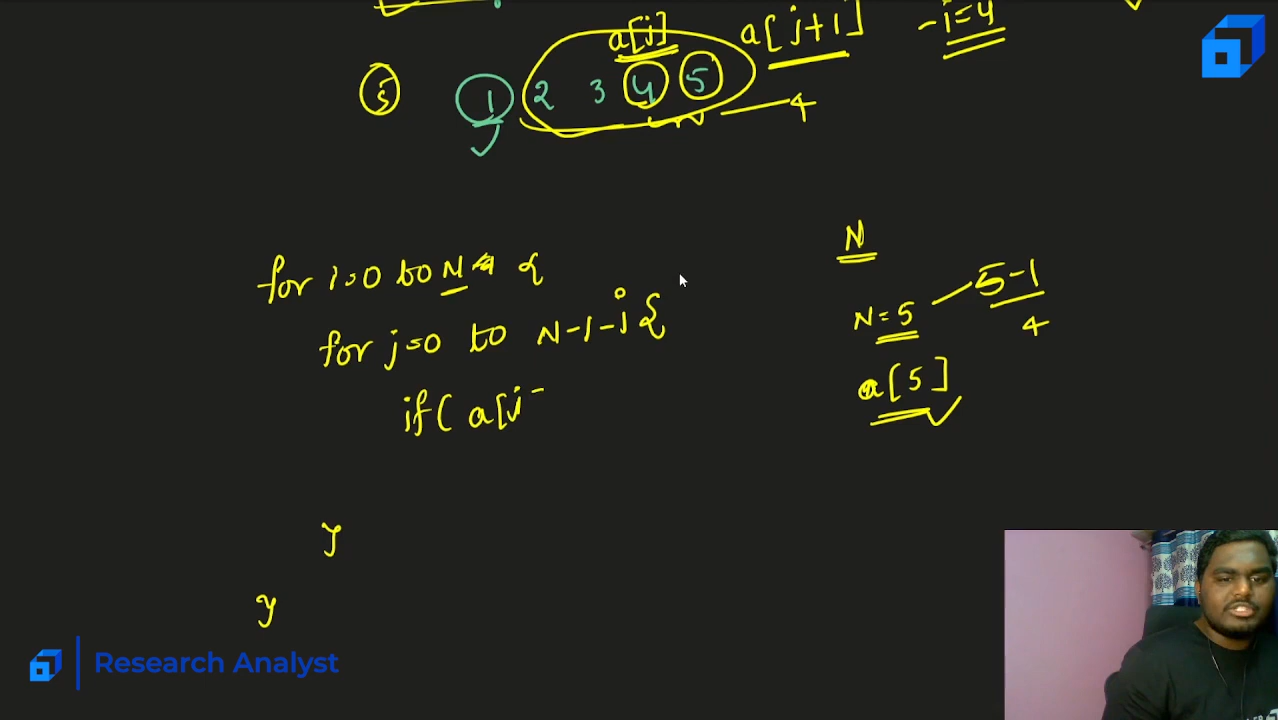 a[j] a[j+1] -i=4
5 1 2 3 4 5 4
for i=0 to N {
for j=0 to N-1-i {
if( a[j
}
}
N
N=5 5-1
4
a[5]
Research Analyst